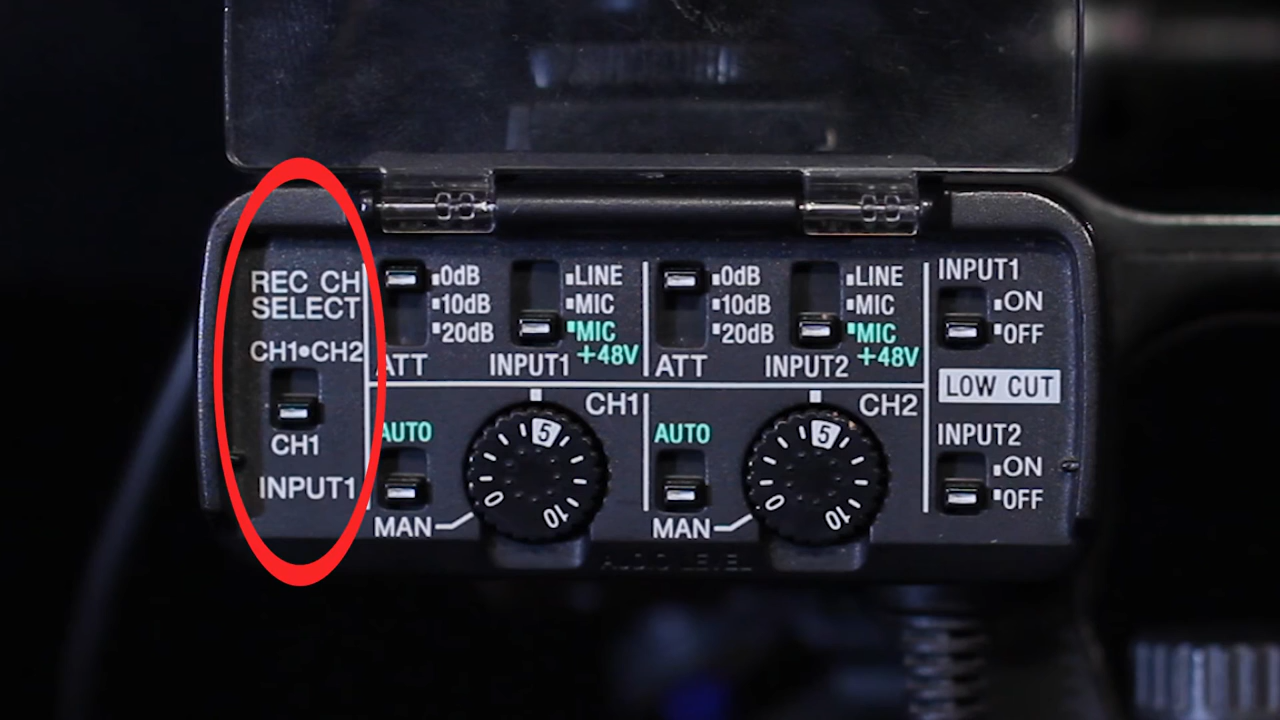 REC CH
SELECT
CH1•CH2
CH1
INPUT1
0dB
10dB
20dB
ATT
LINE
MIC
MIC
+48V
INPUT1
0dB
10dB
20dB
ATT
LINE
MIC
MIC
+48V
INPUT2
INPUT1
ON
OFF
LOW CUT
INPUT2
ON
OFF
AUTO
MAN
CH1
0
5
10
AUTO
MAN
CH2
0
5
10
AUDIO LEVEL